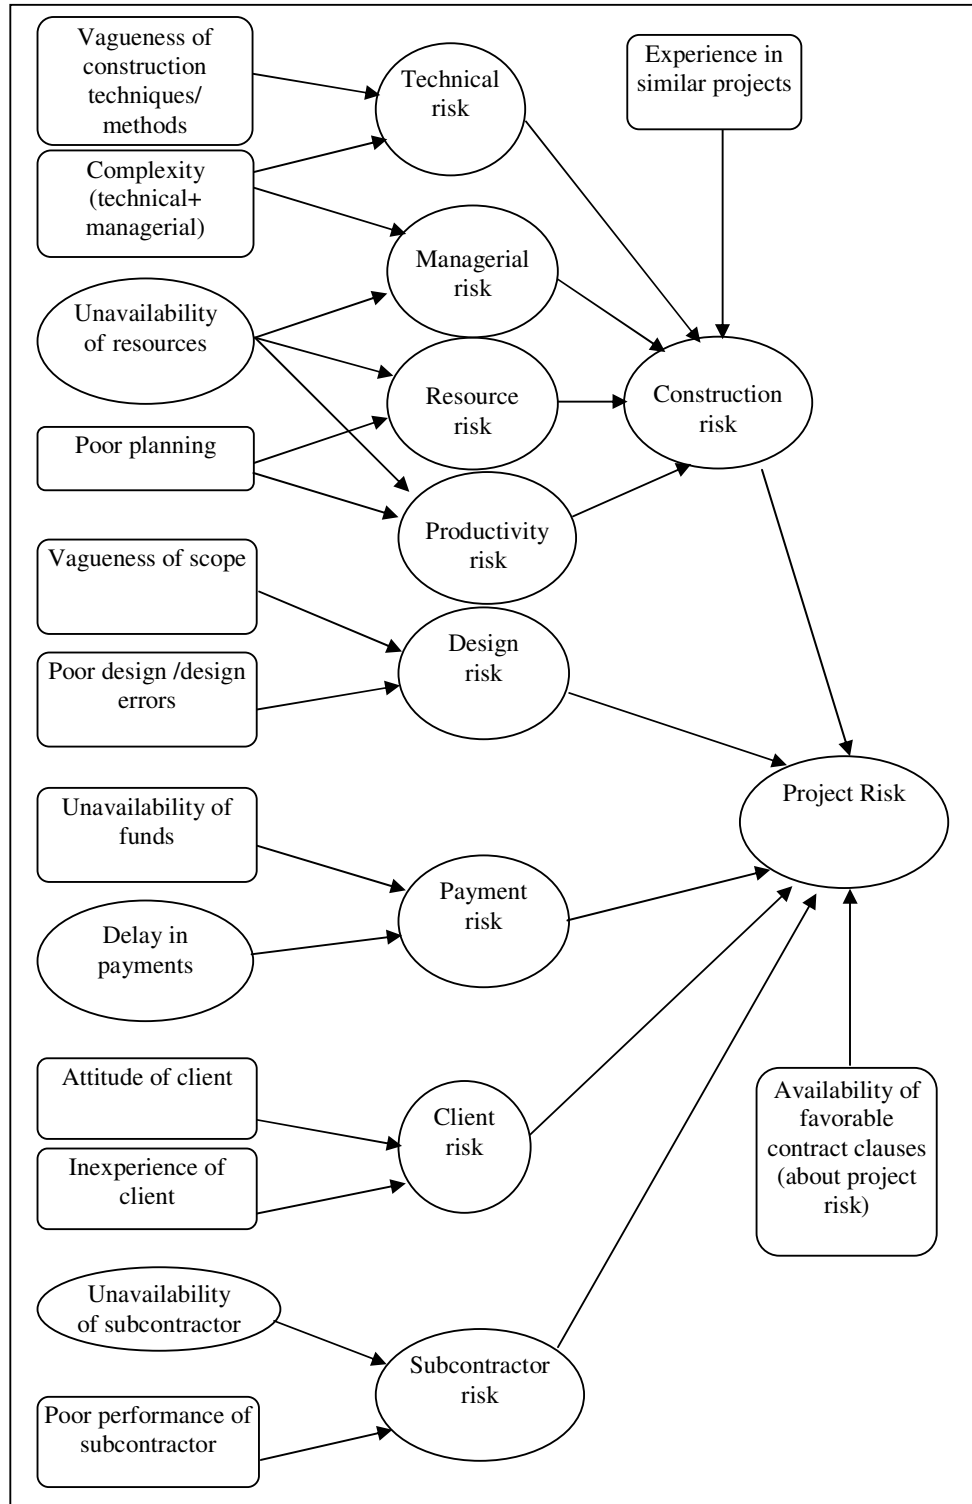 Vagueness of
construction
techniques/
methods
Technical
risk
Experience in
similar projects
Complexity
(technical+
managerial)
Managerial
risk
Unavailability
of resources
Resource
risk
Construction
risk
Poor planning
Productivity
risk
Vagueness of scope
Design
risk
Poor design /design
errors
Project Risk
Unavailability of
funds
Payment
risk
Delay in
payments
Attitude of client
Client
risk
Inexperience of
client
Availability of
favorable
contract clauses
(about project
risk)
Unavailability
of subcontractor
Subcontractor
risk
Poor performance of
subcontractor